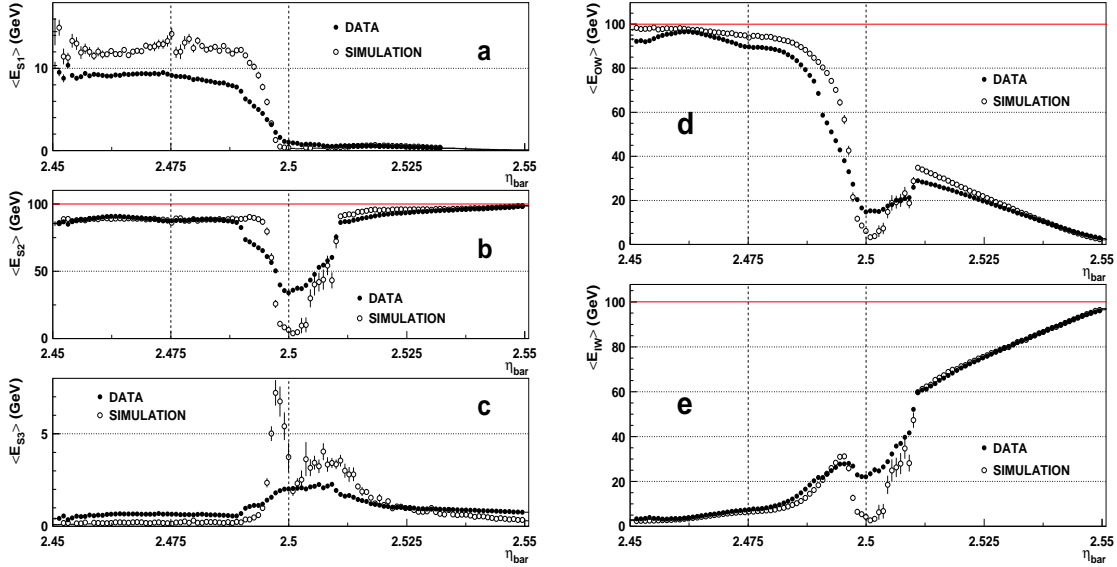 <E_S1> (GeV)
10
0
DATA
SIMULATION
a
2.45
2.475
2.5
2.525
2.55
η_bar
<E_S2> (GeV)
100
50
0
b
DATA
SIMULATION
2.45
2.475
2.5
2.525
2.55
η_bar
<E_S3> (GeV)
5
0
DATA
SIMULATION
c
2.45
2.475
2.5
2.525
2.55
η_bar
<E_OW> (GeV)
100
80
60
40
20
0
DATA
SIMULATION
d
2.45
2.475
2.5
2.525
2.55
η_bar
<E_IW> (GeV)
100
80
60
40
20
0
e
DATA
SIMULATION
2.45
2.475
2.5
2.525
2.55
η_bar